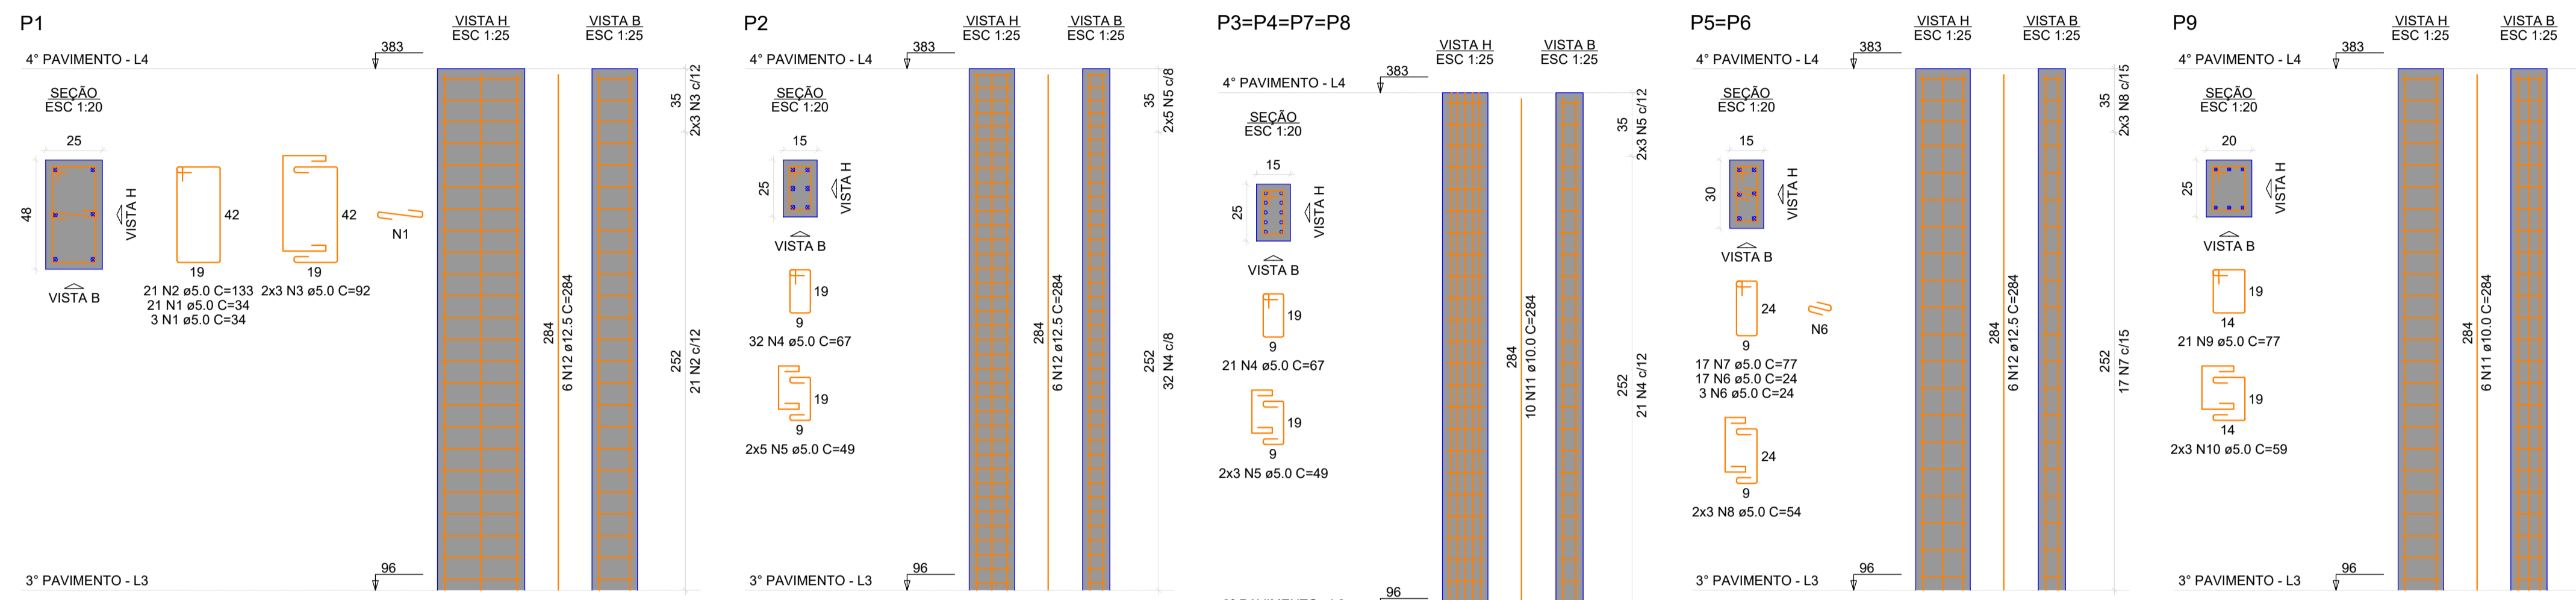 P1
VISTA H
ESC 1:25
VISTA B
ESC 1:25
4° PAVIMENTO - L4
383
SEÇÃO
ESC 1:20
25
48
VISTA H
VISTA B
42
19
21 N2 ø5.0 C=133
21 N1 ø5.0 C=34
3 N1 ø5.0 C=34
42
19
2x3 N3 ø5.0 C=92
N1
284
6 N12 ø12.5 C=284
35
2x3 N3 c/12
252
21 N2 c/12
3° PAVIMENTO - L3
96
P2
VISTA H
ESC 1:25
VISTA B
ESC 1:25
4° PAVIMENTO - L4
383
SEÇÃO
ESC 1:20
15
25
VISTA H
VISTA B
19
9
32 N4 ø5.0 C=67
19
9
2x5 N5 ø5.0 C=49
284
6 N12 ø12.5 C=284
35
2x5 N5 c/8
252
32 N4 c/8
3° PAVIMENTO - L3
96
P3=P4=P7=P8
VISTA H
ESC 1:25
VISTA B
ESC 1:25
4° PAVIMENTO - L4
383
SEÇÃO
ESC 1:20
15
25
VISTA H
VISTA B
19
9
21 N4 ø5.0 C=67
19
9
2x3 N5 ø5.0 C=49
284
10 N11 ø10.0 C=284
35
2x3 N5 c/12
252
21 N4 c/12
96
P5=P6
VISTA H
ESC 1:25
VISTA B
ESC 1:25
4° PAVIMENTO - L4
383
SEÇÃO
ESC 1:20
15
30
VISTA H
VISTA B
24
9
N6
17 N7 ø5.0 C=77
17 N6 ø5.0 C=24
3 N6 ø5.0 C=24
24
9
2x3 N8 ø5.0 C=54
284
6 N12 ø12.5 C=284
35
2x3 N8 c/15
252
17 N7 c/15
3° PAVIMENTO - L3
96
P9
VISTA H
ESC 1:25
VISTA B
ESC 1:25
4° PAVIMENTO - L4
383
SEÇÃO
ESC 1:20
20
25
VISTA H
VISTA B
19
14
21 N9 ø5.0 C=77
19
14
2x3 N10 ø5.0 C=59
284
6 N11 ø10.0 C=284
3° PAVIMENTO - L3
96